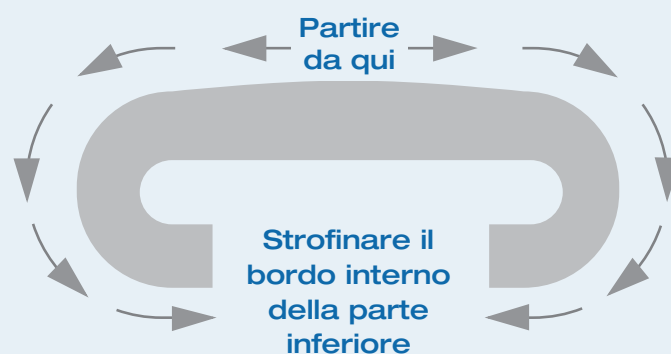 Partire
da qui
Strofinare il
bordo interno
della parte
inferiore